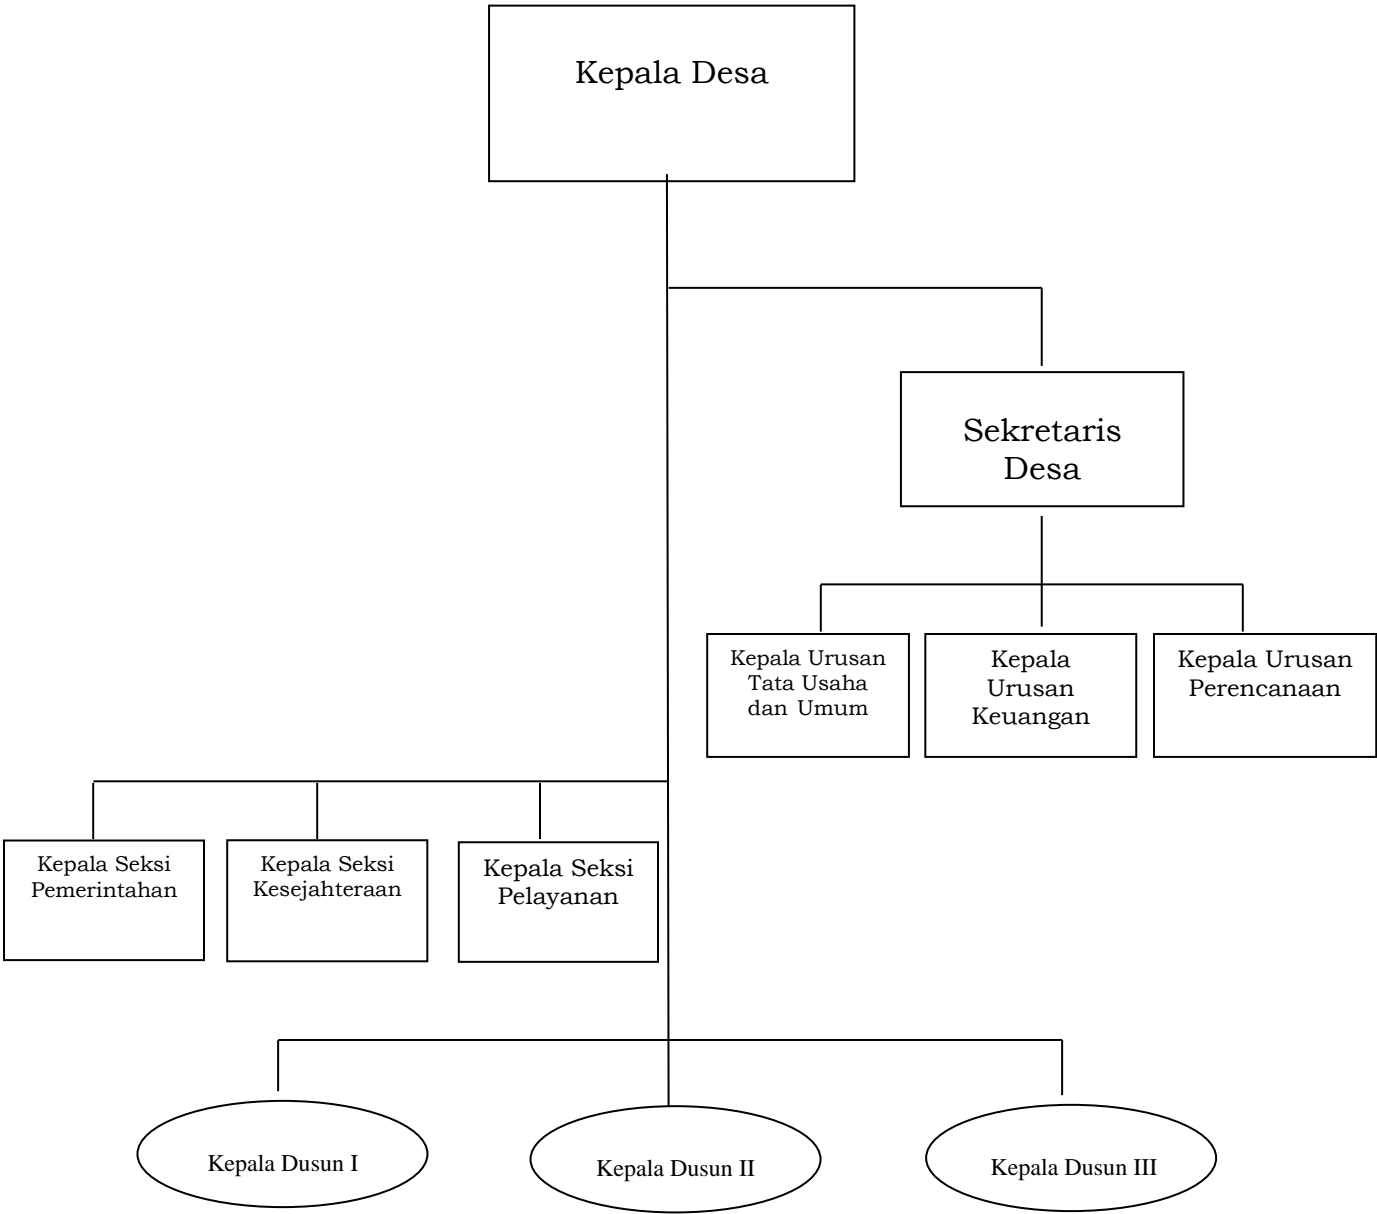 Kepala Desa
Sekretaris
Desa
Kepala Urusan
Tata Usaha
dan Umum
Kepala
Urusan
Keuangan
Kepala Urusan
Perencanaan
Kepala Seksi
Pemerintahan
Kepala Seksi
Kesejahteraan
Kepala Seksi
Pelayanan
Kepala Dusun I
Kepala Dusun II
Kepala Dusun III